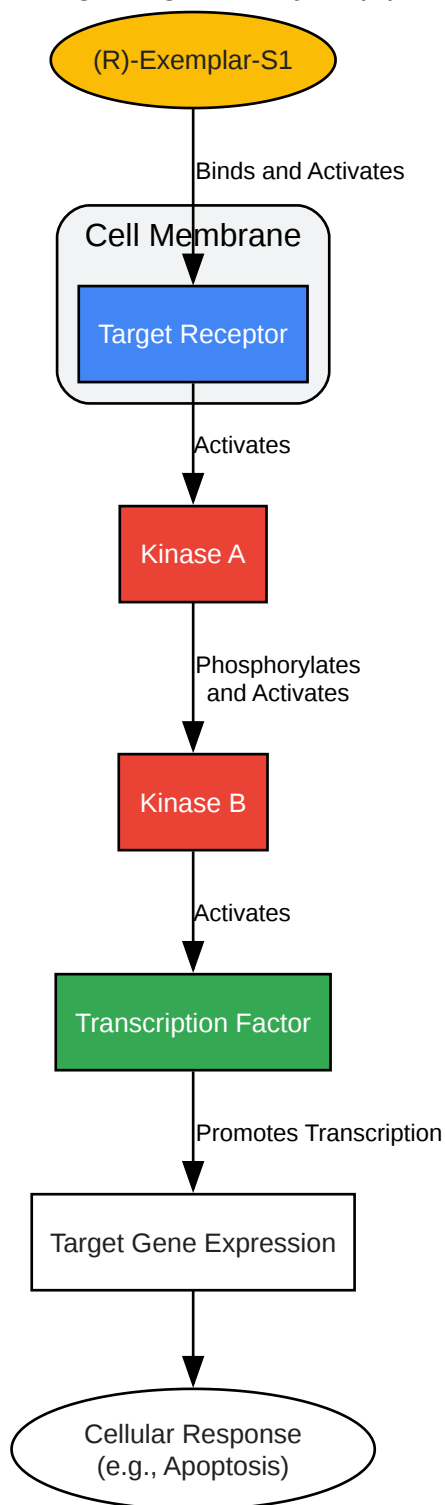 (R)-Exemplar-S1
Binds and Activates
Cell Membrane
Target Receptor
Activates
Kinase A
Phosphorylates
and Activates
Kinase B
Activates
Transcription Factor
Promotes Transcription
Target Gene Expression
Cellular Response
(e.g., Apoptosis)